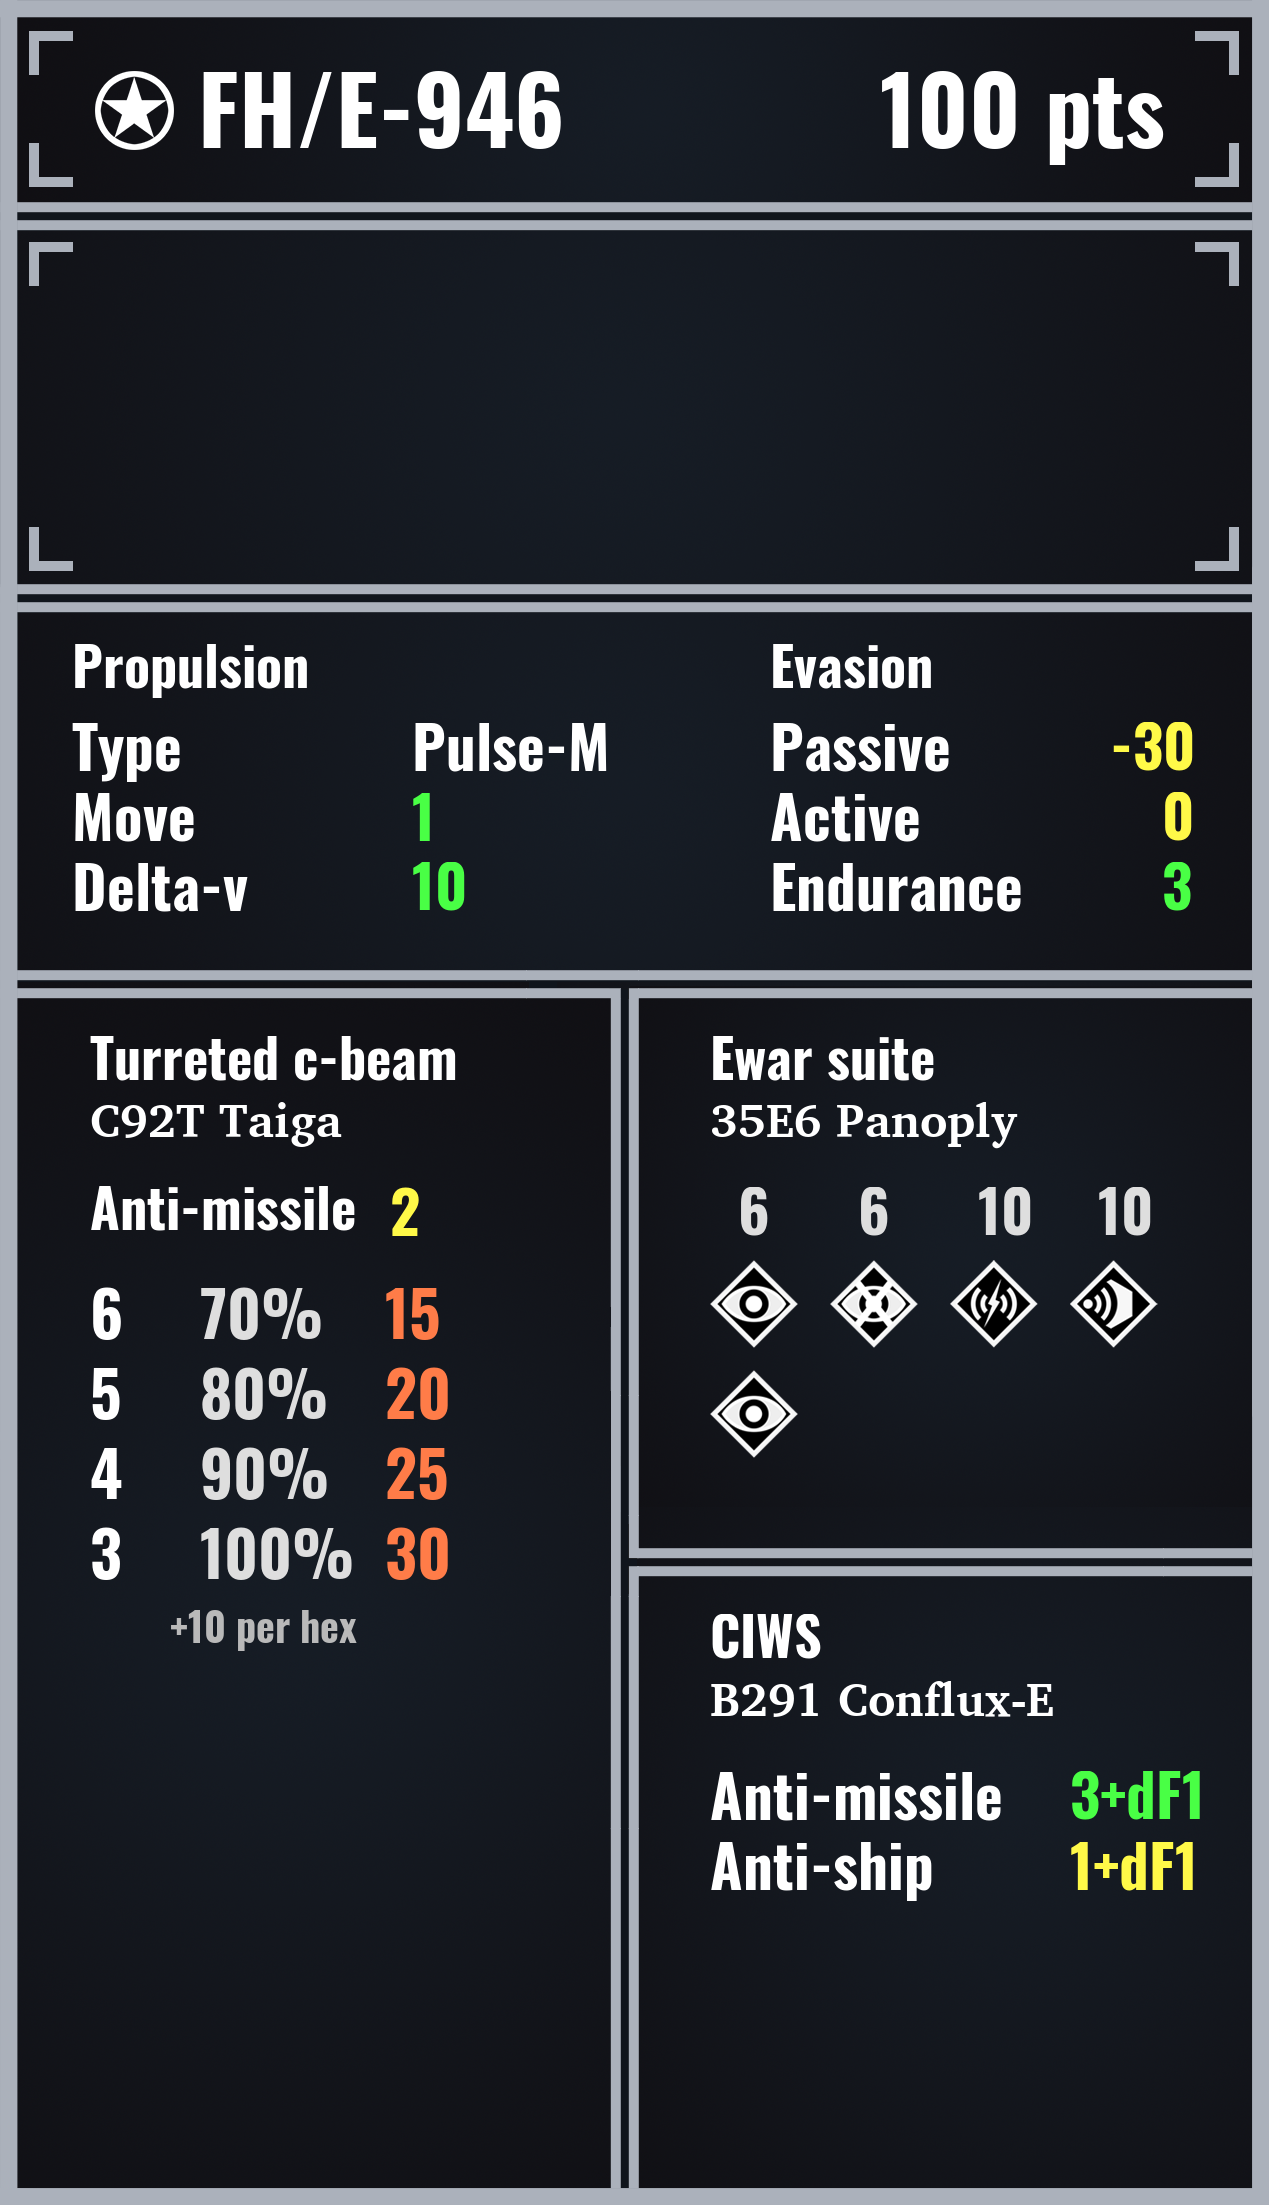 FH/E-946 100 pts
Propulsion
Type Pulse-M
Move 1
Delta-v 10
Evasion
Passive -30
Active 0
Endurance 3
Turreted c-beam
C92T Taiga
Anti-missile 2
6 70% 15
5 80% 20
4 90% 25
3 100% 30
+10 per hex
Ewar suite
35E6 Panoply
6 6 10 10
CIWS
B291 Conflux-E
Anti-missile 3+dF1
Anti-ship 1+dF1